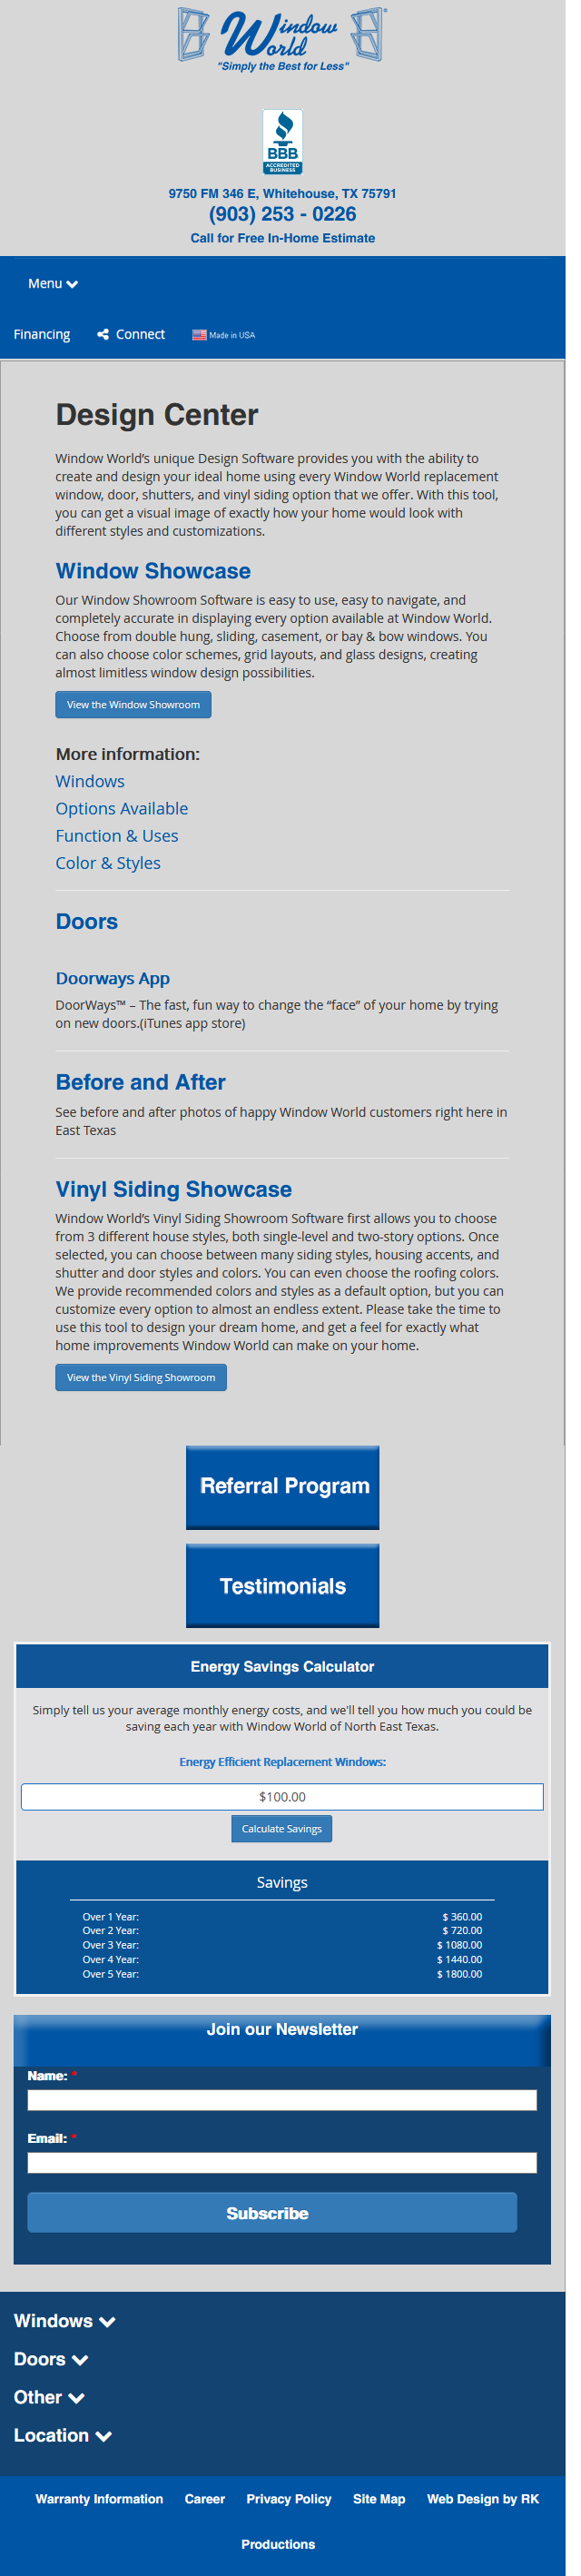 Window
World®
"Simply the Best for Less"
BBB
ACCREDITED
BUSINESS
9750 FM 346 E, Whitehouse, TX 75791
(903) 253 - 0226
Call for Free In-Home Estimate
Menu
Financing Connect Made in USA
Design Center
Window World's unique Design Software provides you with the ability to
create and design your ideal home using every Window World replacement
window, door, shutters, and vinyl siding option that we offer. With this tool,
you can get a visual image of exactly how your home would look with
different styles and customizations.
Window Showcase
Our Window Showroom Software is easy to use, easy to navigate, and
completely accurate in displaying every option available at Window World.
Choose from double hung, sliding, casement, or bay & bow windows. You
can also choose color schemes, grid layouts, and glass designs, creating
almost limitless window design possibilities.
View the Window Showroom
More information:
Windows
Options Available
Function & Uses
Color & Styles
Doors
Doorways App
DoorWays™ – The fast, fun way to change the “face” of your home by trying
on new doors.(iTunes app store)
Before and After
See before and after photos of happy Window World customers right here in
East Texas
Vinyl Siding Showcase
Window World's Vinyl Siding Showroom Software first allows you to choose
from 3 different house styles, both single-level and two-story options. Once
selected, you can choose between many siding styles, housing accents, and
shutter and door styles and colors. You can even choose the roofing colors.
We provide recommended colors and styles as a default option, but you can
customize every option to almost an endless extent. Please take the time to
use this tool to design your dream home, and get a feel for exactly what
home improvements Window World can make on your home.
View the Vinyl Siding Showroom
Referral Program
Testimonials
Energy Savings Calculator
Simply tell us your average monthly energy costs, and we'll tell you how much you could be
saving each year with Window World of North East Texas.
Energy Efficient Replacement Windows:
$100.00
Calculate Savings
Savings
Over 1 Year: $ 360.00
Over 2 Year: $ 720.00
Over 3 Year: $ 1080.00
Over 4 Year: $ 1440.00
Over 5 Year: $ 1800.00
Join our Newsletter
Name: *
Email: *
Subscribe
Windows
Doors
Other
Location
Warranty Information Career Privacy Policy Site Map Web Design by RK
Productions